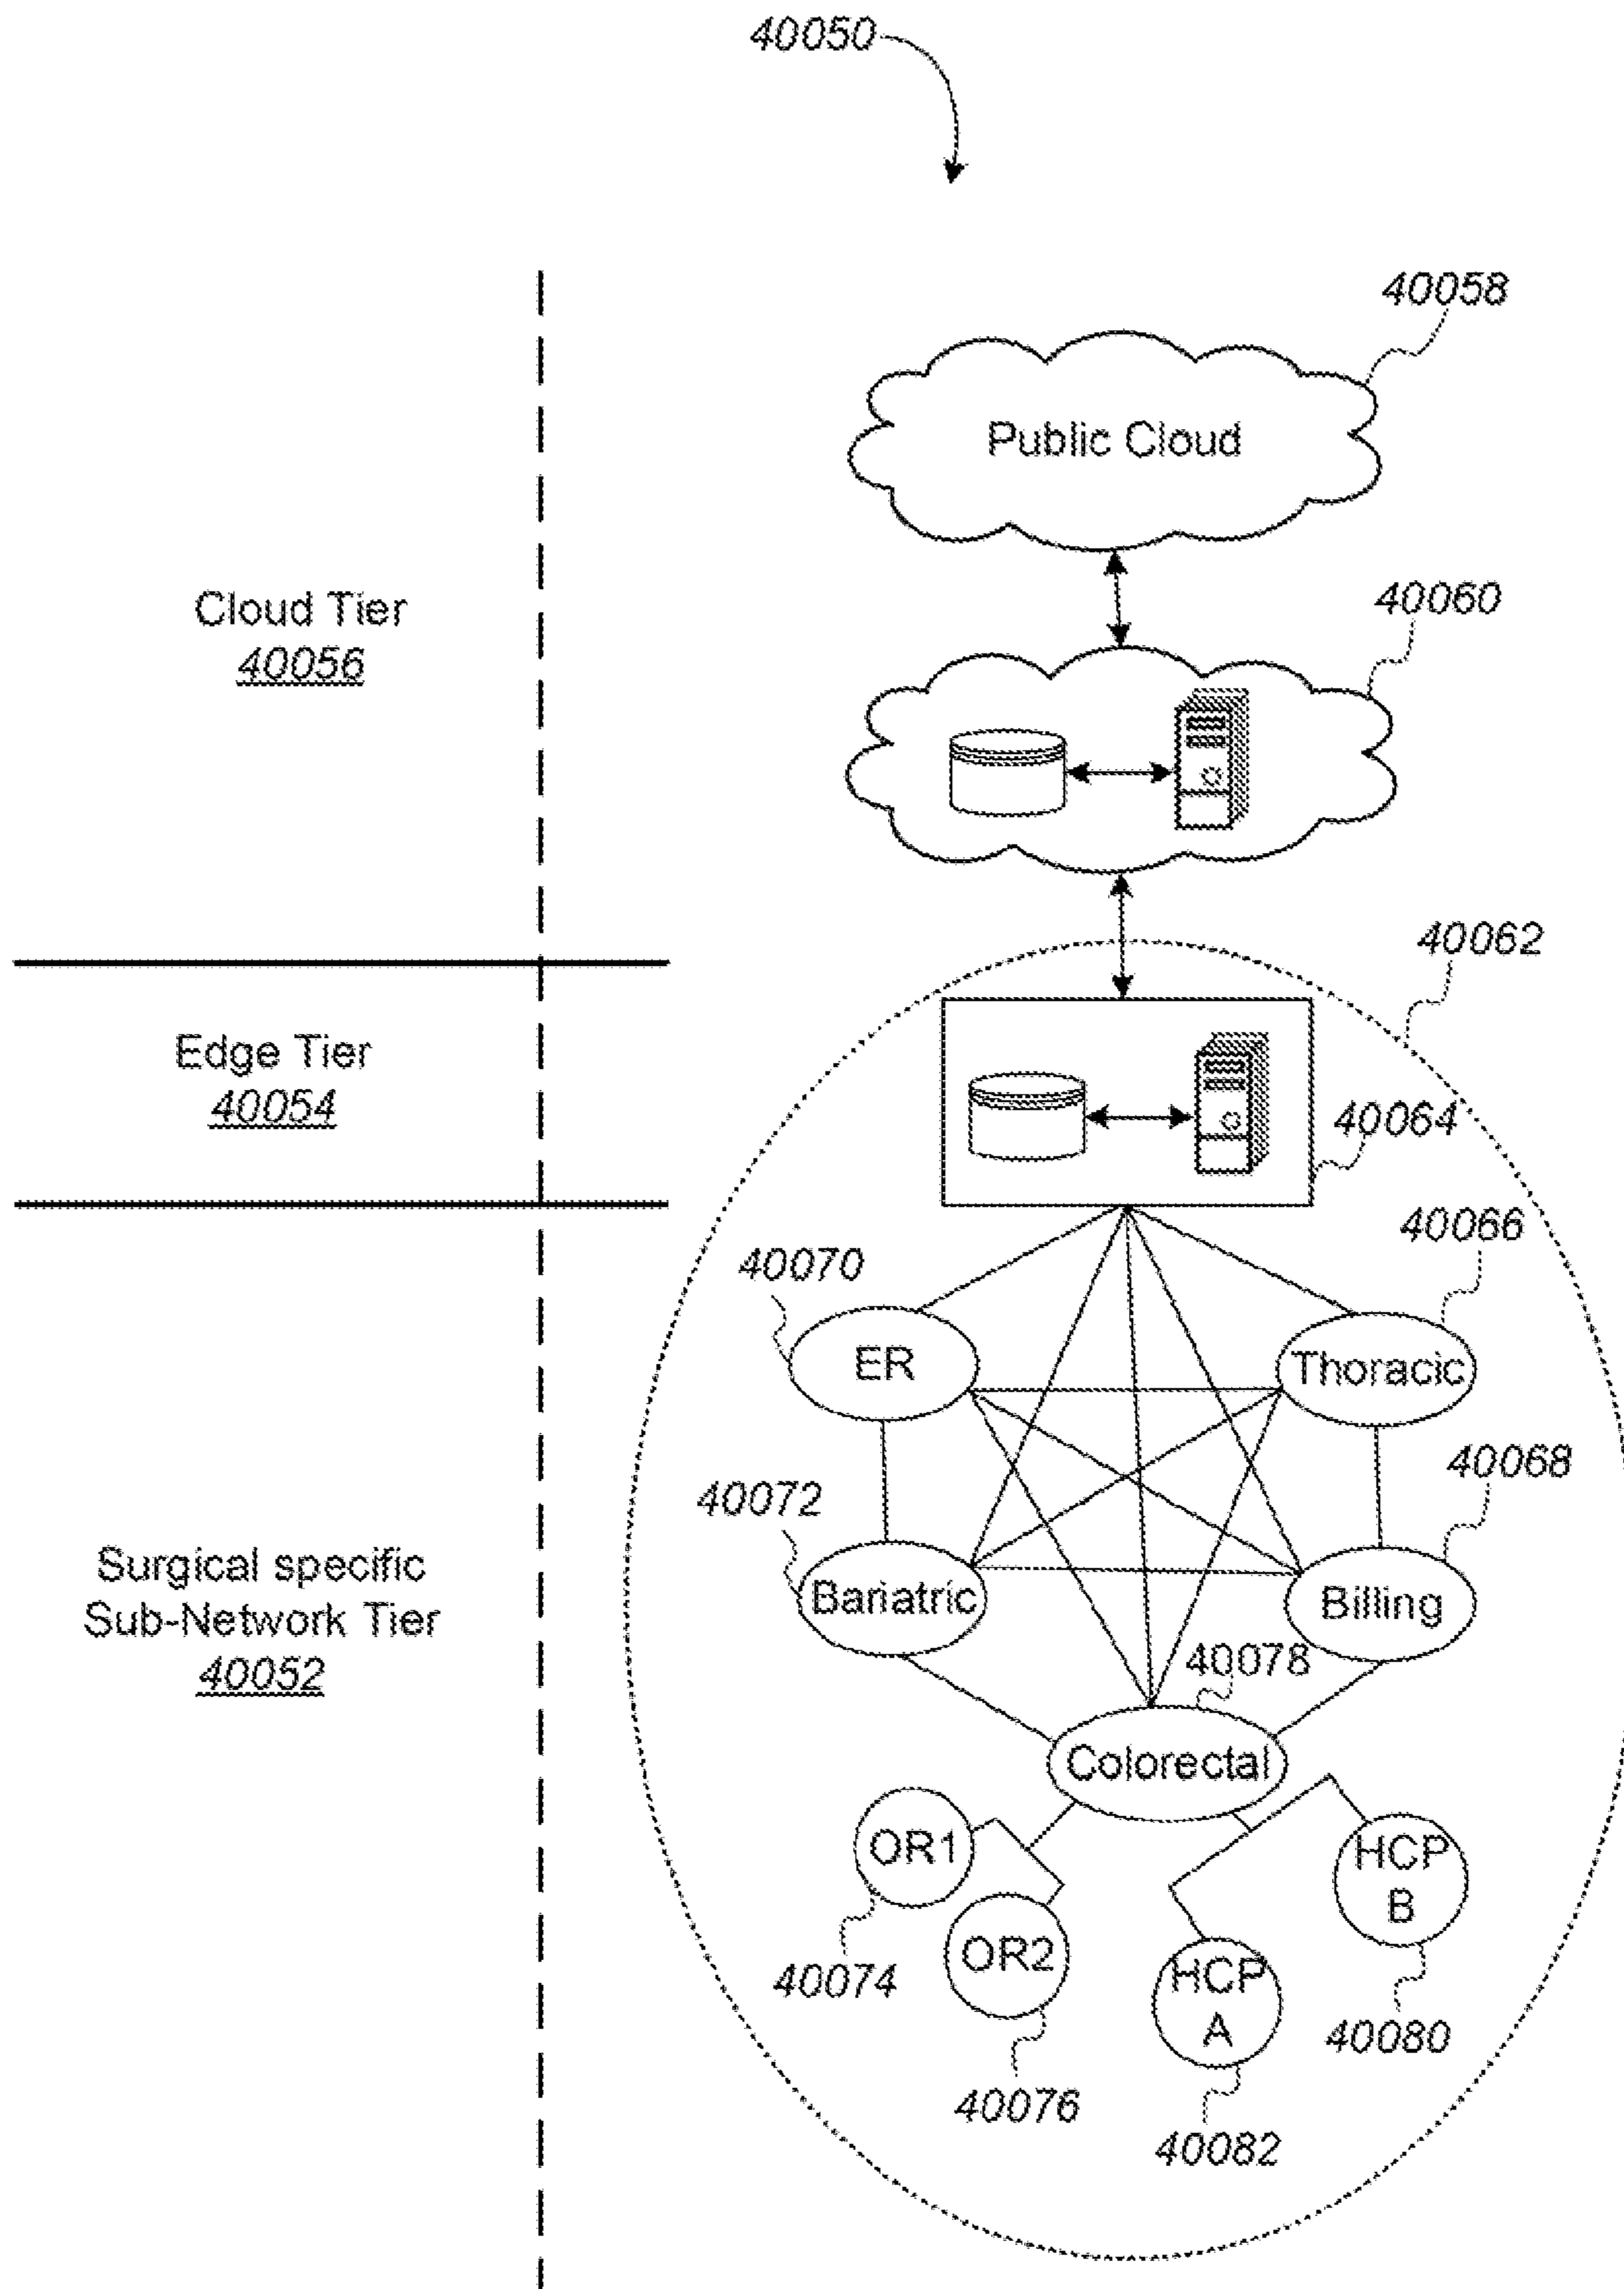 40050
40058
Public Cloud
Cloud Tier
40056
40060
40062
Edge Tier
40054
40064
40066
40070
ER
Thoracic
40068
40072
Surgical specific
Sub-Network Tier
40052
Bariatric
Billing
40078
Colorectal
OR1
HCP
B
OR2
HCP
A
40074
40080
40076
40082